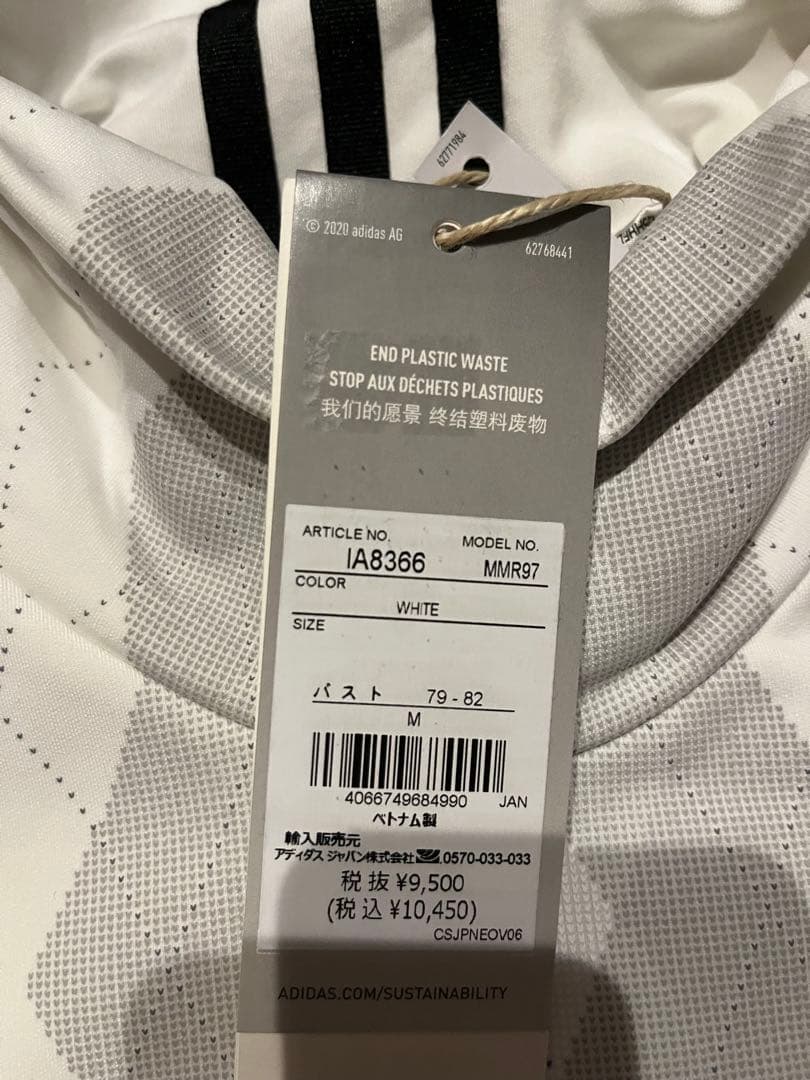 62771984
© 2020 adidas AG
62768441
END PLASTIC WASTE
STOP AUX DÉCHETS PLASTIQUES
我们的愿景 终结塑料废物
ARTICLE NO.
MODEL NO.
IA8366
MMR97
COLOR
WHITE
SIZE
バスト 79 - 82
M
4066749684990 JAN
ベトナム製
輸入販売元
アディダス ジャパン株式会社 0570-033-033
税抜 ¥9,500
(税込 ¥10,450)
CSJPNEOV06
ADIDAS.COM/SUSTAINABILITY